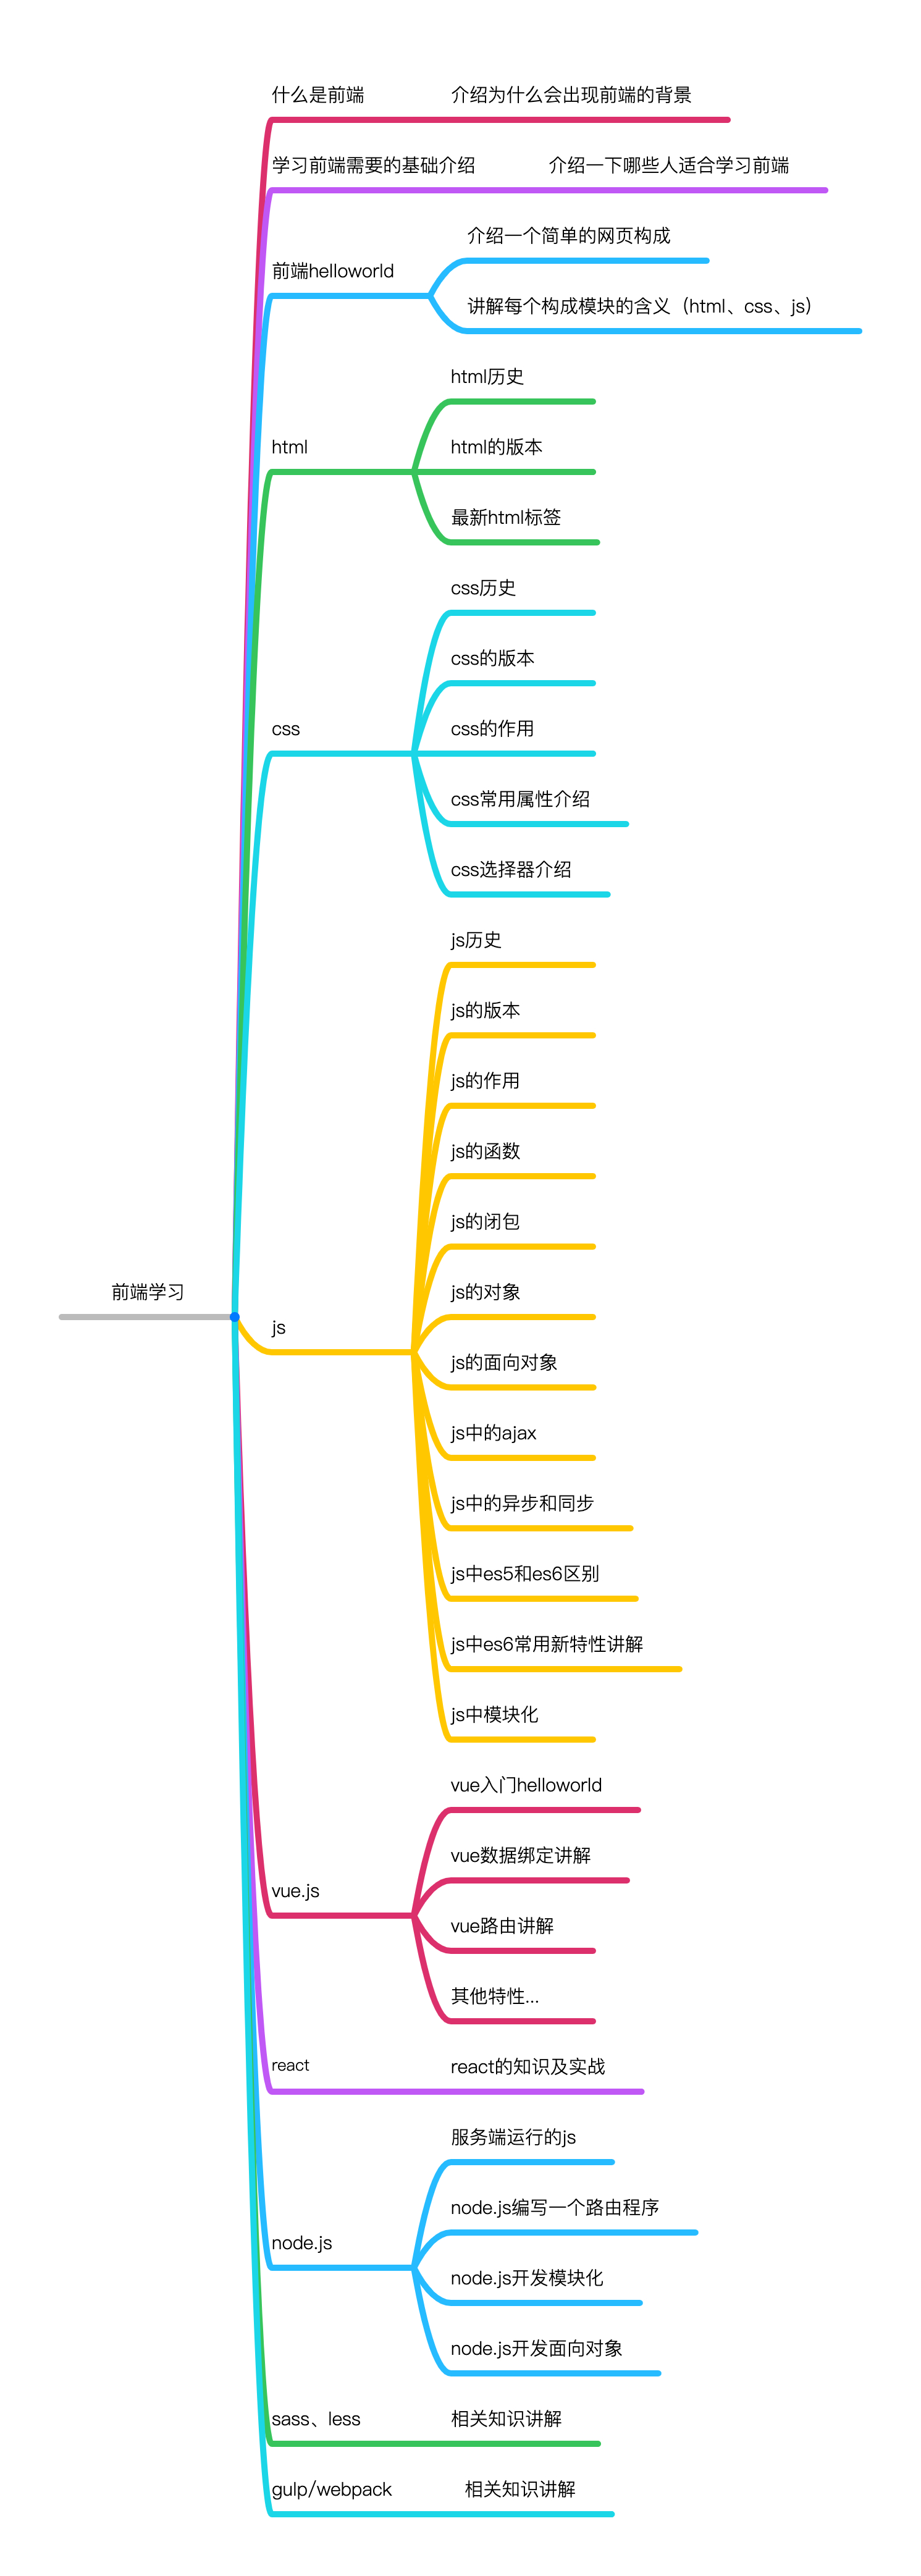 什么是前端
介绍为什么会出现前端的背景
学习前端需要的基础介绍
介绍一下哪些人适合学习前端
前端helloworld
介绍一个简单的网页构成
讲解每个构成模块的含义（html、css、js）
html
html历史
html的版本
最新html标签
css
css历史
css的版本
css的作用
css常用属性介绍
css选择器介绍
前端学习
js
js历史
js的版本
js的作用
js的函数
js的闭包
js的对象
js的面向对象
js中的ajax
js中的异步和同步
js中es5和es6区别
js中es6常用新特性讲解
js中模块化
vue.js
vue入门helloworld
vue数据绑定讲解
vue路由讲解
其他特性...
react
react的知识及实战
node.js
服务端运行的js
node.js编写一个路由程序
node.js开发模块化
node.js开发面向对象
sass、less
相关知识讲解
gulp/webpack
相关知识讲解